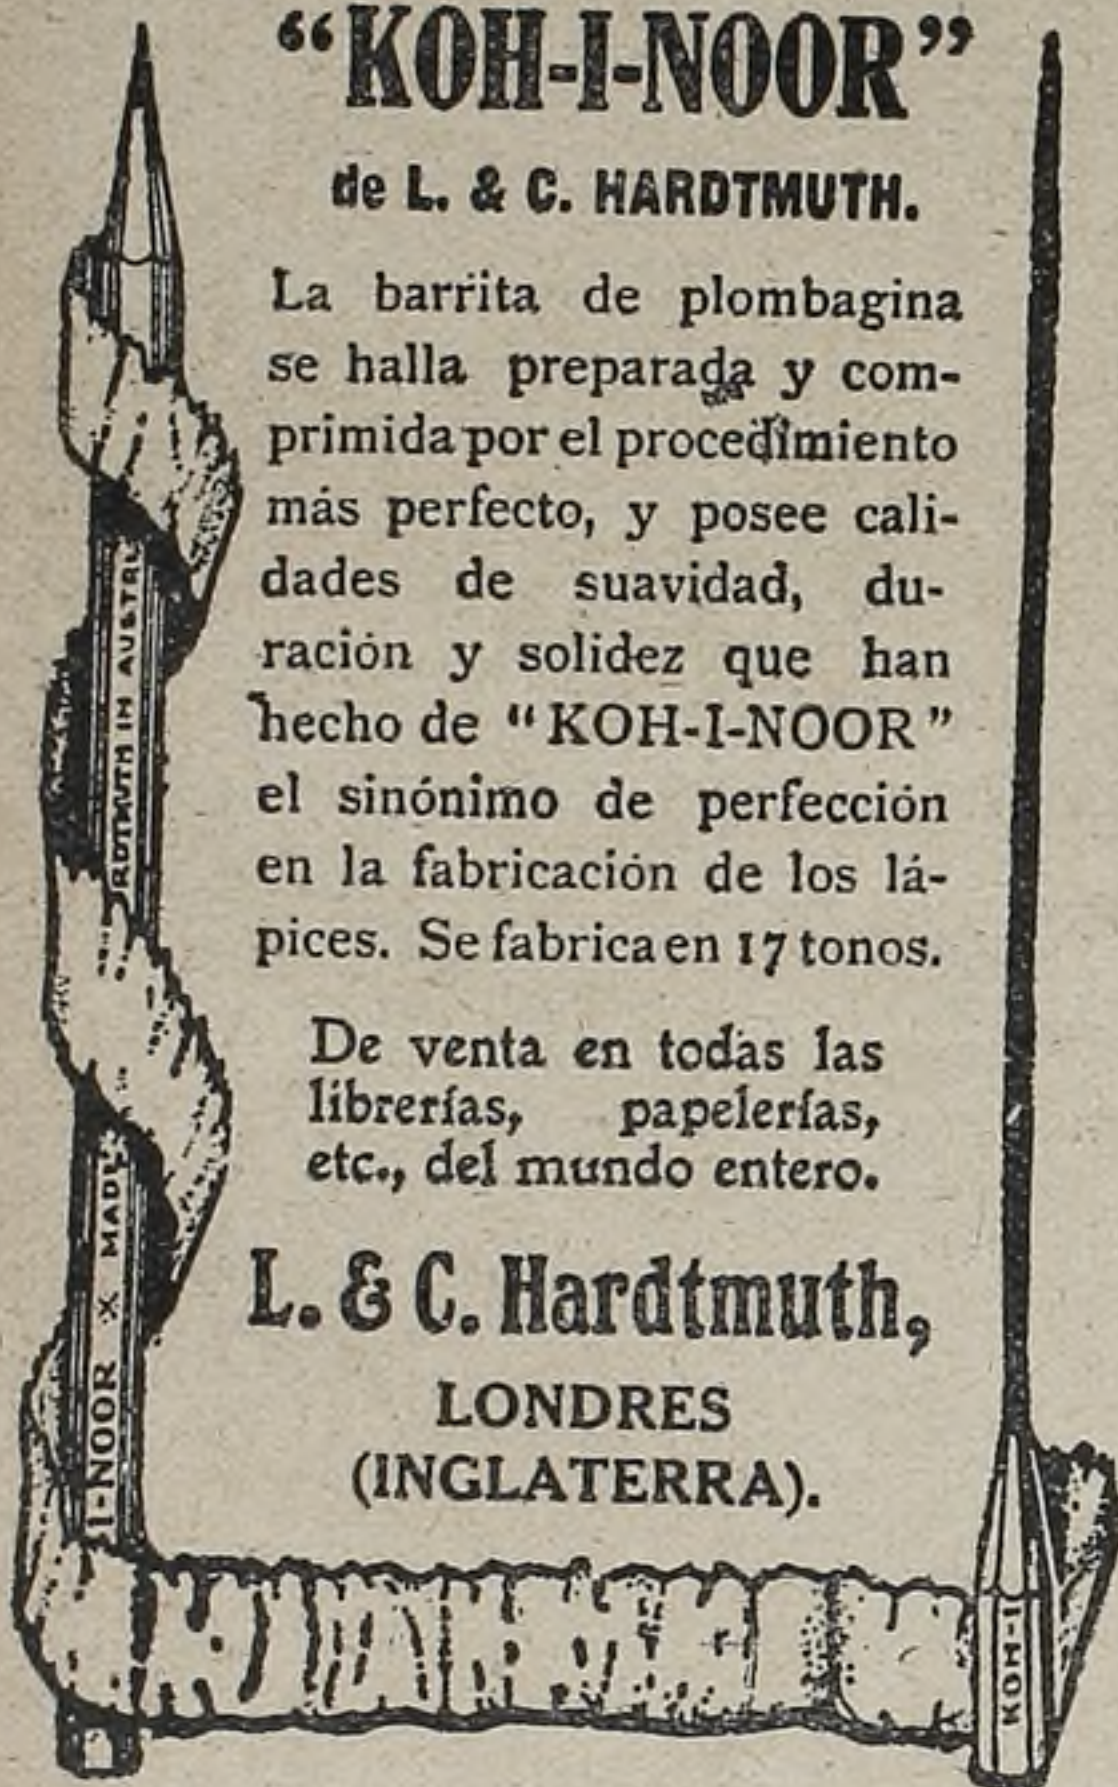 “KOH-I-NOOR”
de L. & C. HARDTMUTH.
La barrita de plombagina
se halla preparada y com-
primida por el procedimiento
más perfecto, y posee cali-
dades de suavidad, du-
ración y solidez que han
hecho de “KOH-I-NOOR”
el sinónimo de perfección
en la fabricación de los lá-
pices. Se fabrica en 17 tonos.
De venta en todas las
librerías, papelerías,
etc., del mundo entero.
L. & C. Hardtmuth,
LONDRES
(INGLATERRA).
I-NOOR X MADE
RDTMUTH IN AUSTRI
KOH-I